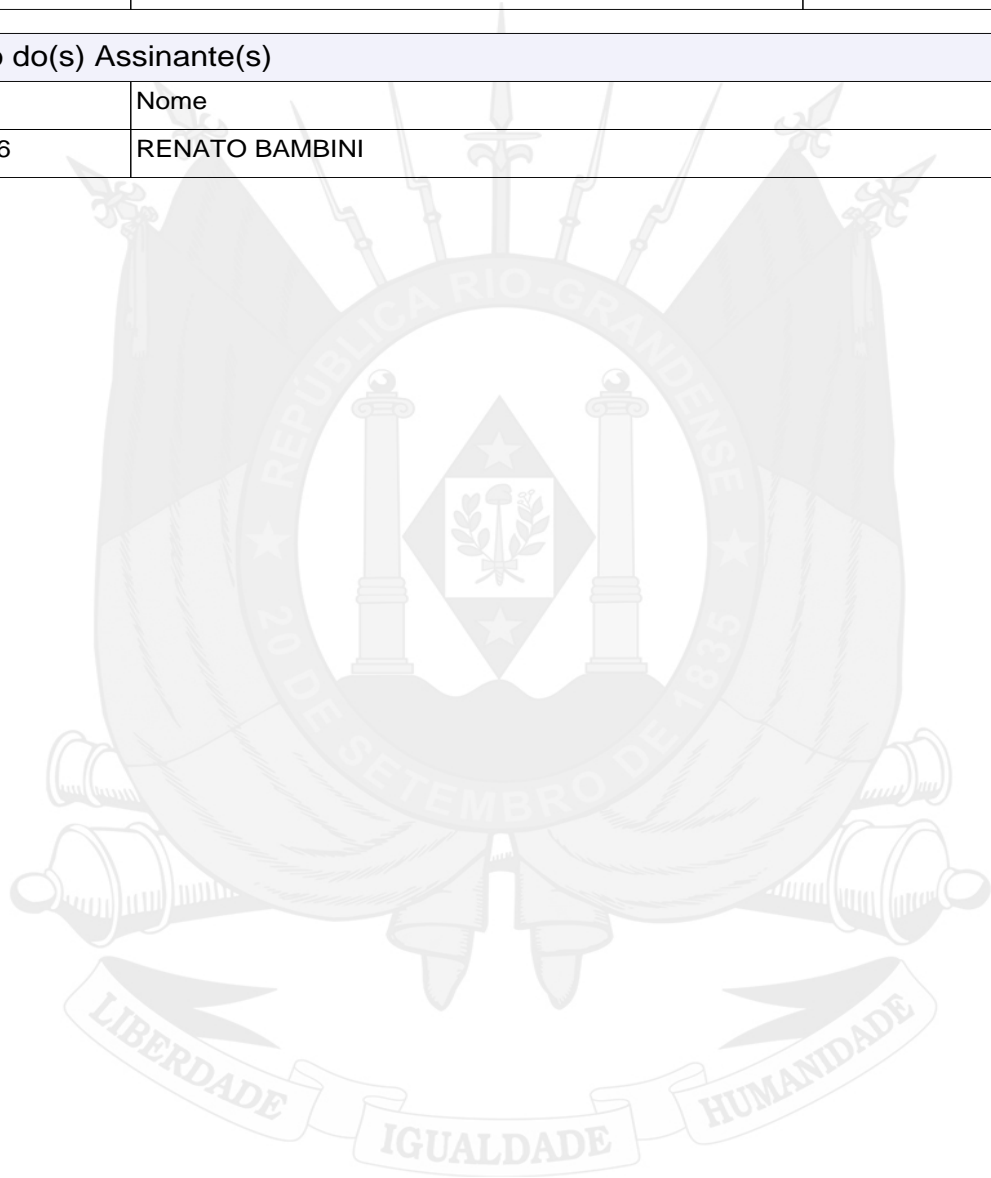 o do(s) Assinante(s)
Nome
6 RENATO BAMBINI
REPÚBLICA RIO-GRANDENSE
20 DE SETEMBRO DE 1835
LIBERDADE IGUALDADE HUMANIDADE